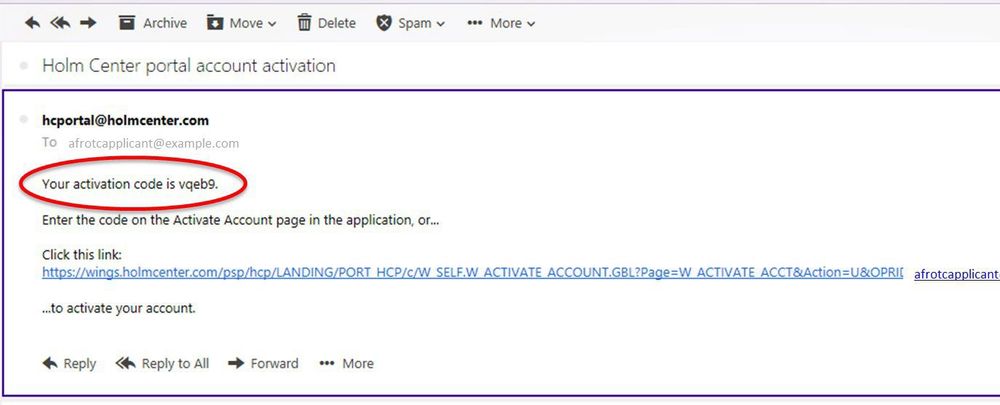 Archive Move Delete Spam ••• More
Holm Center portal account activation
hcportal@holmcenter.com
To afrotcapplicant@example.com
Your activation code is vqeb9.
Enter the code on the Activate Account page in the application, or...
Click this link:
https://wings.holmcenter.com/psp/hcp/LANDING/PORT_HCP/c/W_SELF.W_ACTIVATE_ACCOUNT.GBL?Page=W_ACTIVATE_ACCT&Action=U&OPRID afrotcapplicant@
...to activate your account.
Reply Reply to All Forward ••• More